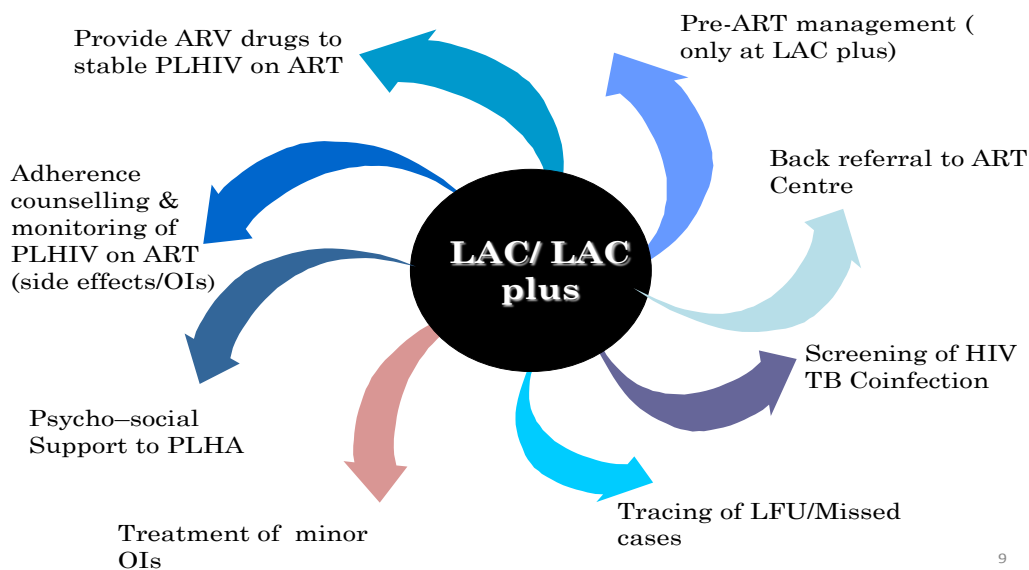 Provide ARV drugs to
stable PLHIV on ART
Pre-ART management (
only at LAC plus)
Adherence
counselling &
monitoring of
PLHIV on ART
(side effects/OIs)
Back referral to ART
Centre
LAC/ LAC
plus
Screening of HIV
TB Coinfection
Psycho–social
Support to PLHA
Treatment of  minor
OIs
Tracing of LFU/Missed
cases
9